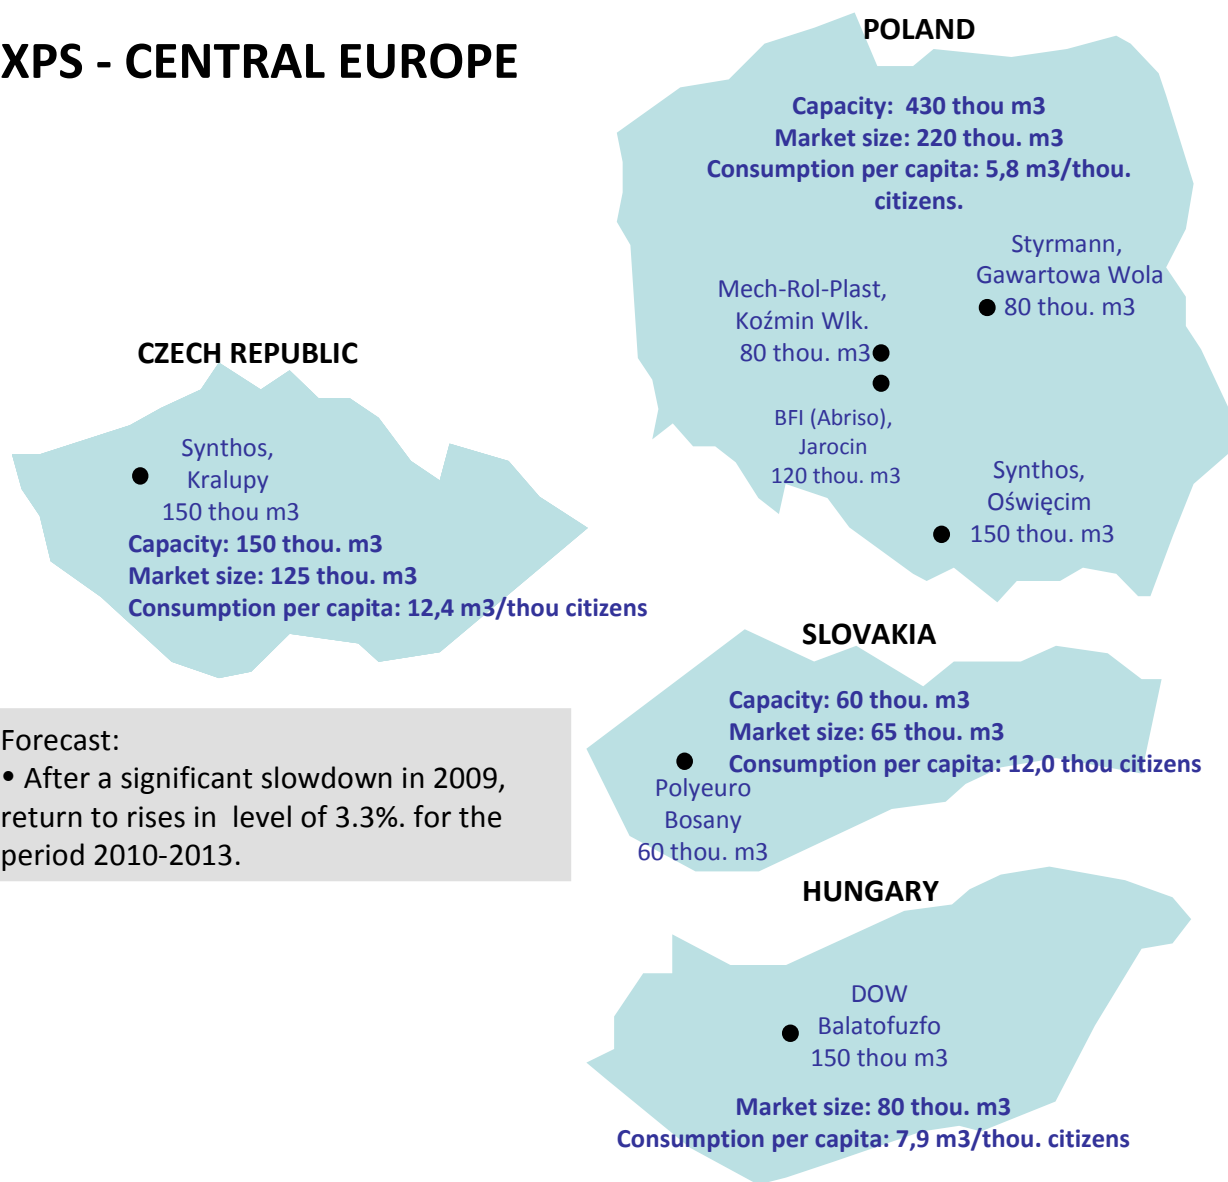 XPS - CENTRAL EUROPE
POLAND
Capacity:  430 thou m3
Market size: 220 thou. m3
Consumption per capita: 5,8 m3/thou.
citizens.
Styrmann,
Gawartowa Wola
80 thou. m3
Mech-Rol-Plast,
Koźmin Wlk.
80 thou. m3
BFI (Abriso),
Jarocin
120 thou. m3
Synthos,
Oświęcim
150 thou. m3
CZECH REPUBLIC
Synthos,
Kralupy
150 thou m3
Capacity: 150 thou. m3
Market size: 125 thou. m3
Consumption per capita: 12,4 m3/thou citizens
SLOVAKIA
Capacity: 60 thou. m3
Market size: 65 thou. m3
Consumption per capita: 12,0 thou citizens
Polyeuro
Bosany
60 thou. m3
Forecast:
• After a significant slowdown in 2009,
return to rises in  level of 3.3%. for the
period 2010-2013.
HUNGARY
DOW
Balatofuzfo
150 thou m3
Market size: 80 thou. m3
Consumption per capita: 7,9 m3/thou. citizens